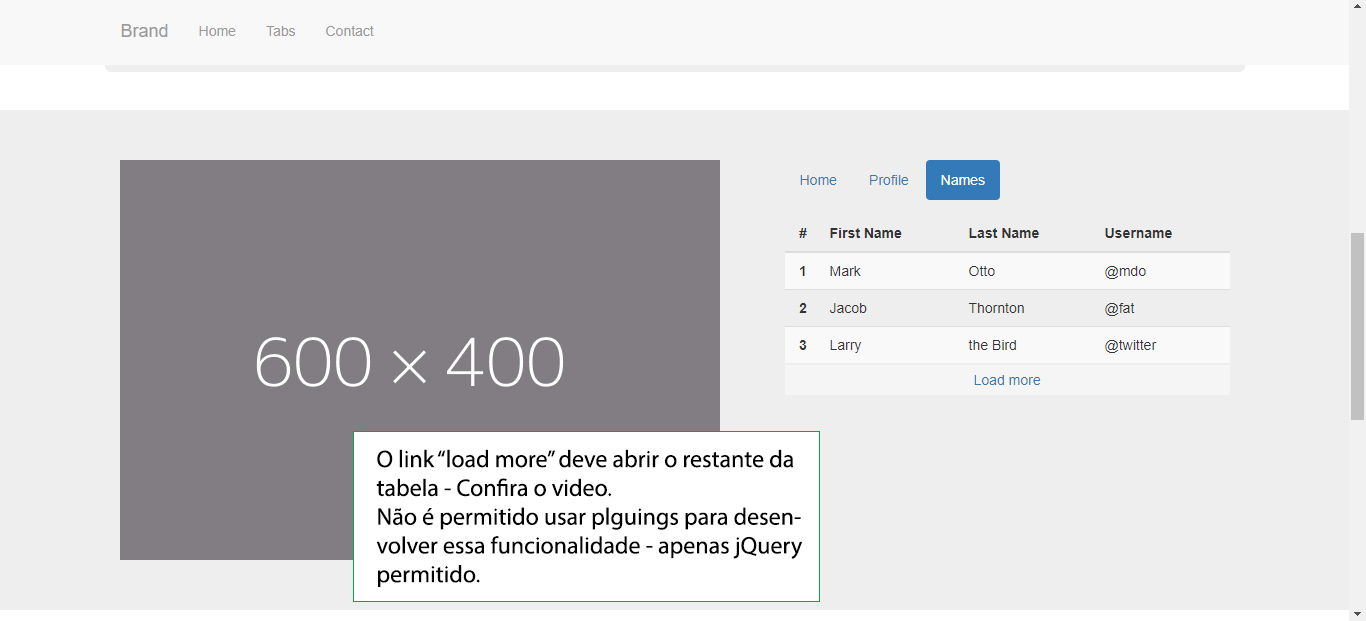 Brand Home Tabs Contact
600 × 400
Home Profile Names
# First Name Last Name Username
1 Mark Otto @mdo
2 Jacob Thornton @fat
3 Larry the Bird @twitter
Load more
O link “load more” deve abrir o restante da
tabela - Confira o video.
Não é permitido usar plguings para desen-
volver essa funcionalidade - apenas jQuery
permitido.